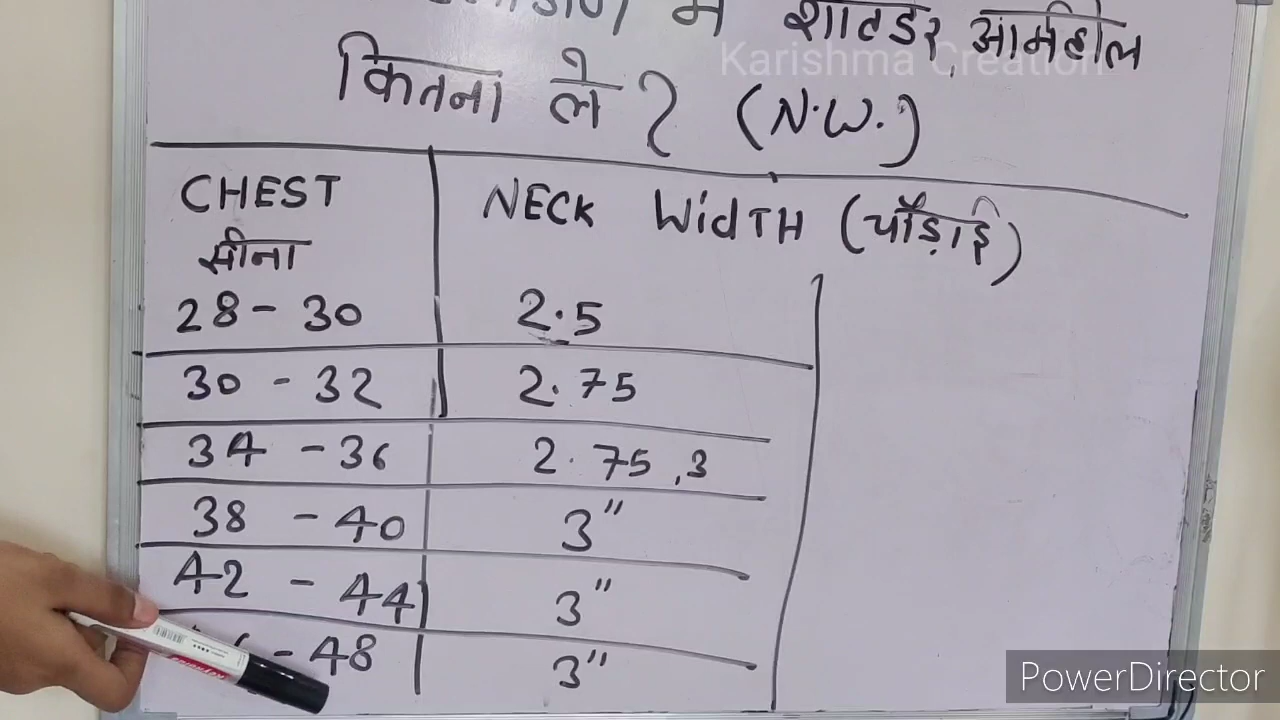 में शोल्डर, आर्महोल
Karishma Creation
कितना ले ? (N.W.)
CHEST NECK WidTH (चौड़ाई)
सीना
28 - 30 2.5
30 - 32 2.75
34 - 36 2.75, 3
38 - 40 3"
42 - 44 3"
- 48 3"
PowerDirector